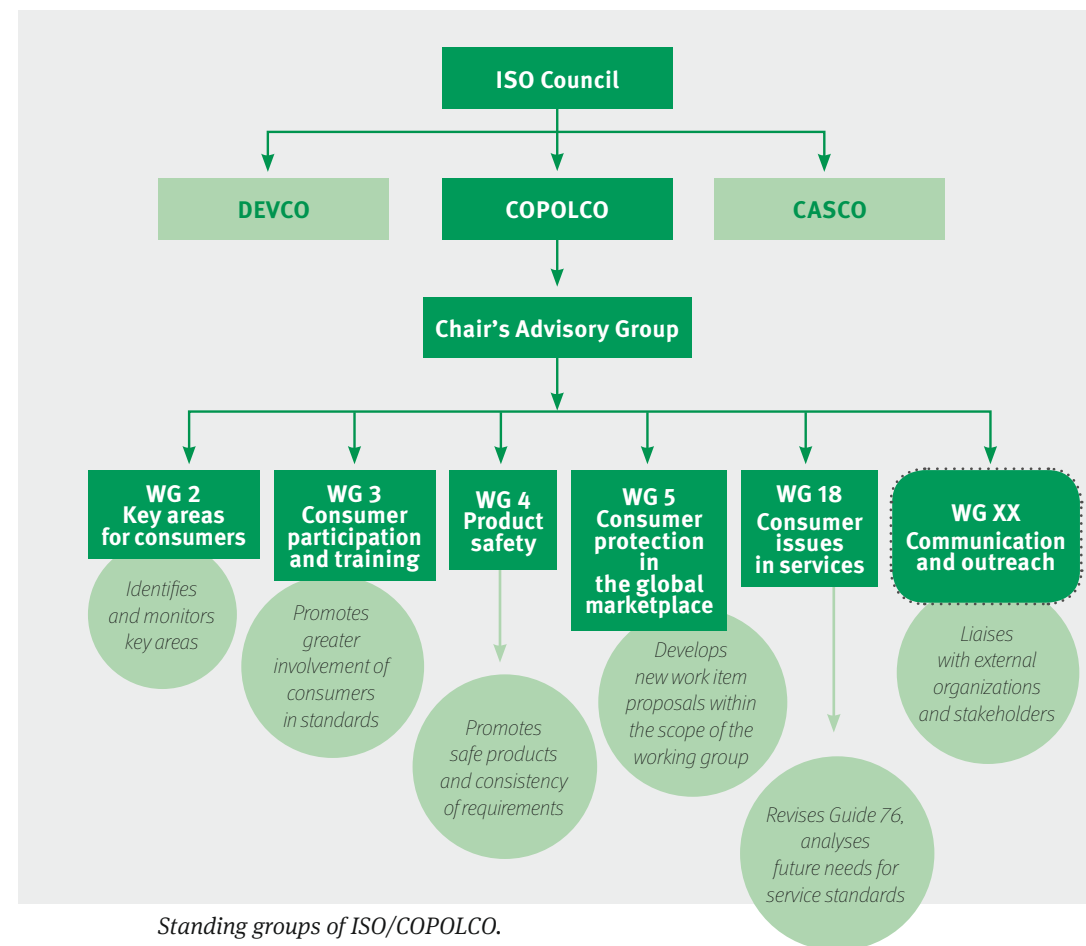 ISO Council
DEVCO
COPOLCO
CASCO
Chair’s Advisory Group
WG 2
Key areas
for consumers
WG 3
Consumer
participation
and training
WG 4
Product
safety
WG 5
Consumer
protection
in
the global
marketplace
WG 18
Consumer
issues
in services
WG XX
Communication
and outreach
Identifies
and monitors
key areas
Promotes
greater
involvement of
consumers
in standards
Promotes
safe products
and consistency
of requirements
Develops
new work item
proposals within
the scope of the
working group
Revises Guide 76,
analyses
future needs for
service standards
Liaises
with external
organizations
and stakeholders
Standing groups of ISO/COPOLCO.